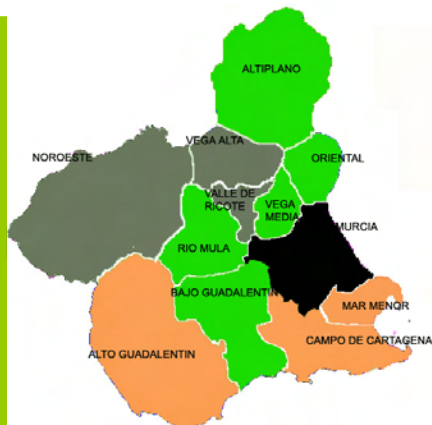 ALTIPLANO
VEGA ALTA
NOROESTE
ORIENTAL
VALLE DE
RICOTE
VEGA
MEDIA
MURCIA
RIO MULA
BAJO GUADALENTIN
MAR MENOR
CAMPO DE CARTAGENA
ALTO GUADALENTIN